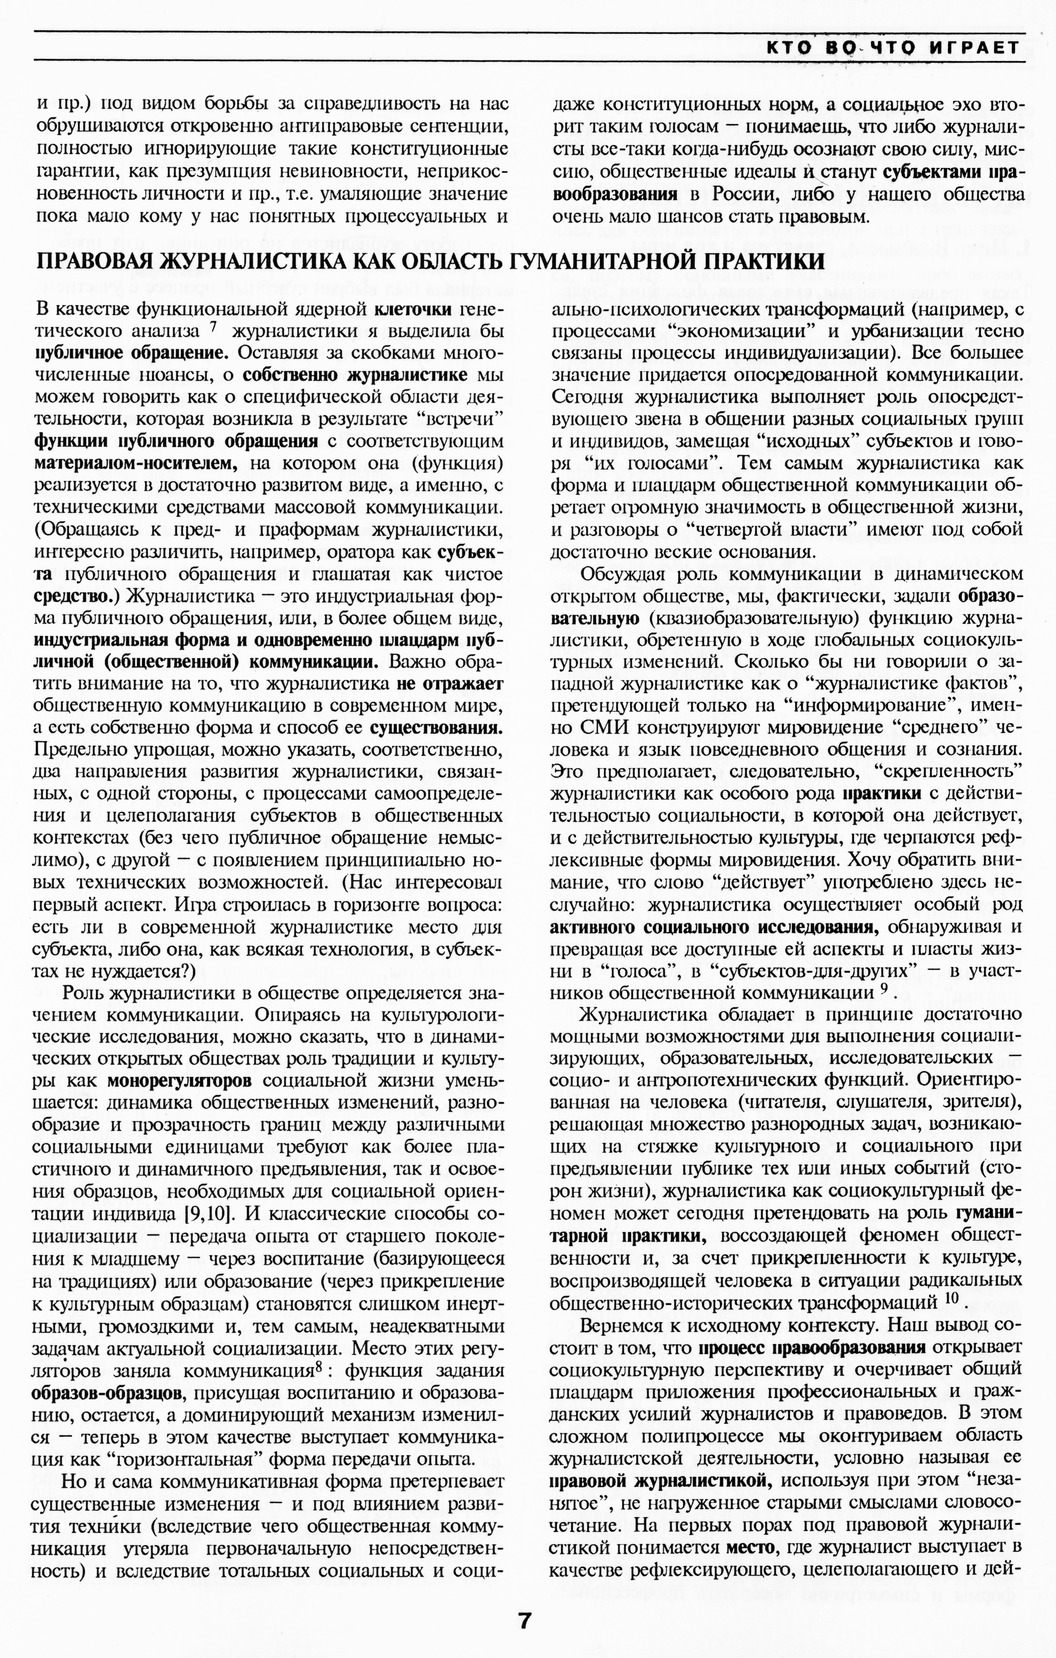 КТО ВО ЧТО ИГРАЕТ
и пр.) под видом борьбы за справедливость на нас
обрушиваются откровенно антиправовые сентенции,
полностью игнорирующие такие конституционные
гарантии, как презумпция невиновности, неприкос-
новенность личности и пр., т.е. умаляющие значение
пока мало кому у нас понятных процессуальных и
даже конституционных норм, а социальное эхо вто-
рит таким голосам — понимаешь, что либо журнали-
сты все-таки когда-нибудь осознают свою силу, мис-
сию, общественные идеалы и станут субъектами пра-
вообразования в России, либо у нашего общества
очень мало шансов стать правовым.
ПРАВОВАЯ ЖУРНАЛИСТИКА КАК ОБЛАСТЬ ГУМАНИТАРНОЙ ПРАКТИКИ
В качестве функциональной ядерной клеточки гене-
тического анализа 7 журналистики я выделила бы
публичное обращение. Оставляя за скобками много-
численные нюансы, о собственно журналистике мы
можем говорить как о специфической области дея-
тельности, которая возникла в результате “встречи”
функции публичного обращения с соответствующим
материалом-носителем, на котором она (функция)
реализуется в достаточно развитом виде, а именно, с
техническими средствами массовой коммуникации.
(Обращаясь к пред- и праформам журналистики,
интересно различить, например, оратора как субъек-
та публичного обращения и глашатая как чистое
средство.) Журналистика — это индустриальная фор-
ма публичного обращения, или, в более общем виде,
индустриальная форма и одновременно плацдарм пуб-
личной (общественной) коммуникации. Важно обра-
тить внимание на то, что журналистика не отражает
общественную коммуникацию в современном мире,
а есть собственно форма и способ ее существования.
Предельно упрощая, можно указать, соответственно,
два направления развития журналистики, связан-
ных, с одной стороны, с процессами самоопределе-
ния и целеполагания субъектов в общественных
контекстах (без чего публичное обращение немыс-
лимо), с другой — с появлением принципиально но-
вых технических возможностей. (Нас интересовал
первый аспект. Игра строилась в горизонте вопроса:
есть ли в современной журналистике место для
субъекта, либо она, как всякая технология, в субъек-
тах не нуждается?)
Роль журналистики в обществе определяется зна-
чением коммуникации. Опираясь на культурологи-
ческие исследования, можно сказать, что в динами-
ческих открытых обществах роль традиции и культу-
ры как монорегуляторов социальной жизни умень-
шается: динамика общественных изменений, разно-
образие и прозрачность границ между различными
социальными единицами требуют как более пла-
стичного и динамичного предъявления, так и освое-
ния образцов, необходимых для социальной ориен-
тации индивида [9,10]. И классические способы со-
циализации — передача опыта от старшего поколе-
ния к младшему — через воспитание (базирующееся
на традициях) или образование (через прикрепление
к культурным образцам) становятся слишком инерт-
ными, громоздкими и, тем самым, неадекватными
задачам актуальной социализации. Место этих регу-
ляторов заняла коммуникация8 : функция задания
образов-образцов, присущая воспитанию и образова-
нию, остается, а доминирующий механизм изменил-
ся — теперь в этом качестве выступает коммуника-
ция как “горизонтальная” форма передачи опыта.
Но и сама коммуникативная форма претерпевает
существенные изменения — и под влиянием разви-
тия техники (вследствие чего общественная комму-
никация утеряла первоначальную непосредствен-
ность) и вследствие тотальных социальных и соци-
ально-психологических трансформаций (например, с
процессами “экономизации” и урбанизации тесно
связаны процессы индивидуализации). Все большее
значение придается опосредованной коммуникации.
Сегодня журналистика выполняет роль опосредст-
вующего звена в общении разных социальных групп
и индивидов, замещая “исходных” субъектов и гово-
ря “их голосами”. Тем самым журналистика как
форма и плацдарм общественной коммуникации об-
ретает огромную значимость в общественной жизни,
и разговоры о “четвертой власти” имеют под собой
достаточно веские основания.
Обсуждая роль коммуникации в динамическом
открытом обществе, мы, фактически, задали образо-
вательную (квазиобразовательную) функцию журна-
листики, обретенную в ходе глобальных социокуль-
турных изменений. Сколько бы ни говорили о за-
падной журналистике как о “журналистике фактов”,
претендующей только на “информирование”, имен-
но СМИ конструируют мировидение “среднего” че-
ловека и язык повседневного общения и сознания.
Это предполагает, следовательно, “скрепленность”
журналистики как особого рода практики с действи-
тельностью социальности, в которой она действует,
и с действительностью культуры, где черпаются реф-
лексивные формы мировидения. Хочу обратить вни-
мание, что слово “действует” употреблено здесь не-
случайно: журналистика осуществляет особый род
активного социального исследования, обнаруживая и
превращая все доступные ей аспекты и пласты жиз-
ни в “голоса”, в “субъектов-для-других” — в участ-
ников общественной коммуникации 9 .
Журналистика обладает в принципе достаточно
мощными возможностями для выполнения социали-
зирующих, образовательных, исследовательских —
социо- и антропотехнических функций. Ориентиро-
ванная на человека (читателя, слушателя, зрителя),
решающая множество разнородных задач, возникаю-
щих на стяжке культурного и социального при
предъявлении публике тех или иных событий (сто-
рон жизни), журналистика как социокультурный фе-
номен может сегодня претендовать на роль гумани-
тарной практики, воссоздающей феномен общест-
венности и, за счет прикрепленности к культуре,
воспроизводящей человека в ситуации радикальных
общественно-исторических трансформаций 10 .
Вернемся к исходному контексту. Наш вывод со-
стоит в том, что процесс правообразования открывает
социокультурную перспективу и очерчивает общий
плацдарм приложения профессиональных и граж-
данских усилий журналистов и правоведов. В этом
сложном полипроцессе мы оконтуриваем область
журналистской деятельности, условно называя ее
правовой журналистикой, используя при этом “неза-
нятое”, не нагруженное старыми смыслами словосо-
четание. На первых порах под правовой журнали-
стикой понимается место, где журналист выступает в
качестве рефлексирующего, целеполагающего и дей-
7